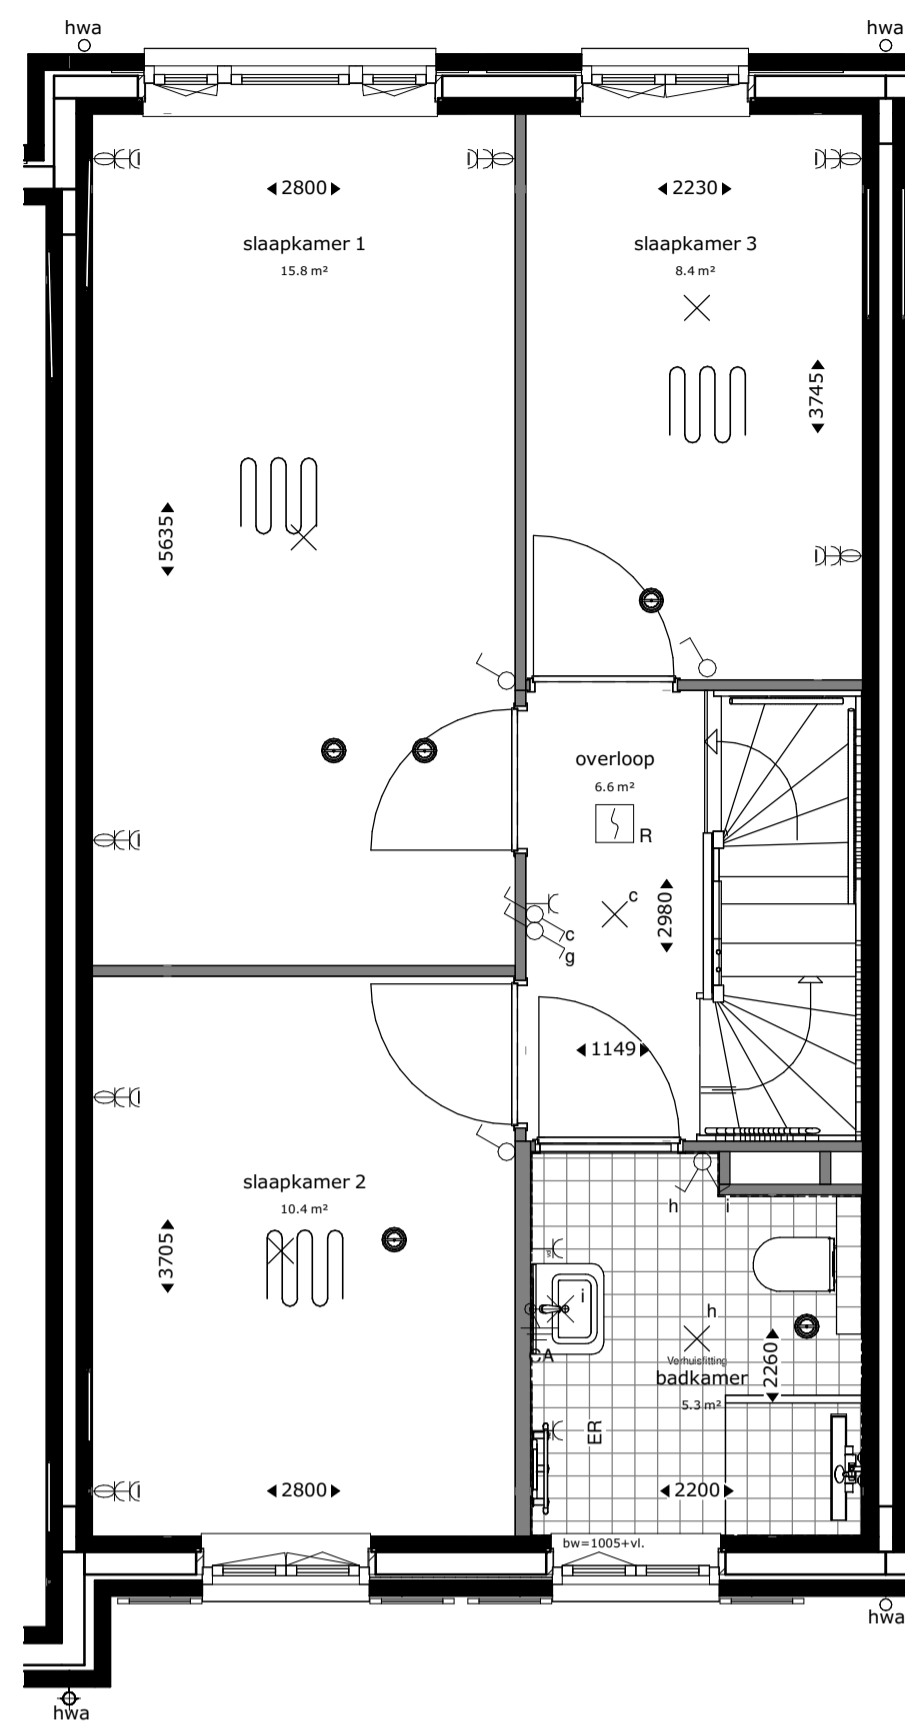 hwa
hwa
2800
2230
slaapkamer 1
15.8 m²
slaapkamer 3
8.4 m²
3745
5635
overloop
6.6 m²
R
c
2980
c
g
1149
slaapkamer 2
10.4 m²
3705
h
i
i
h
CA
Verhuisfitting
badkamer
5.3 m²
2260
ER
2800
2200
bw=1005+vl.
hwa
hwa